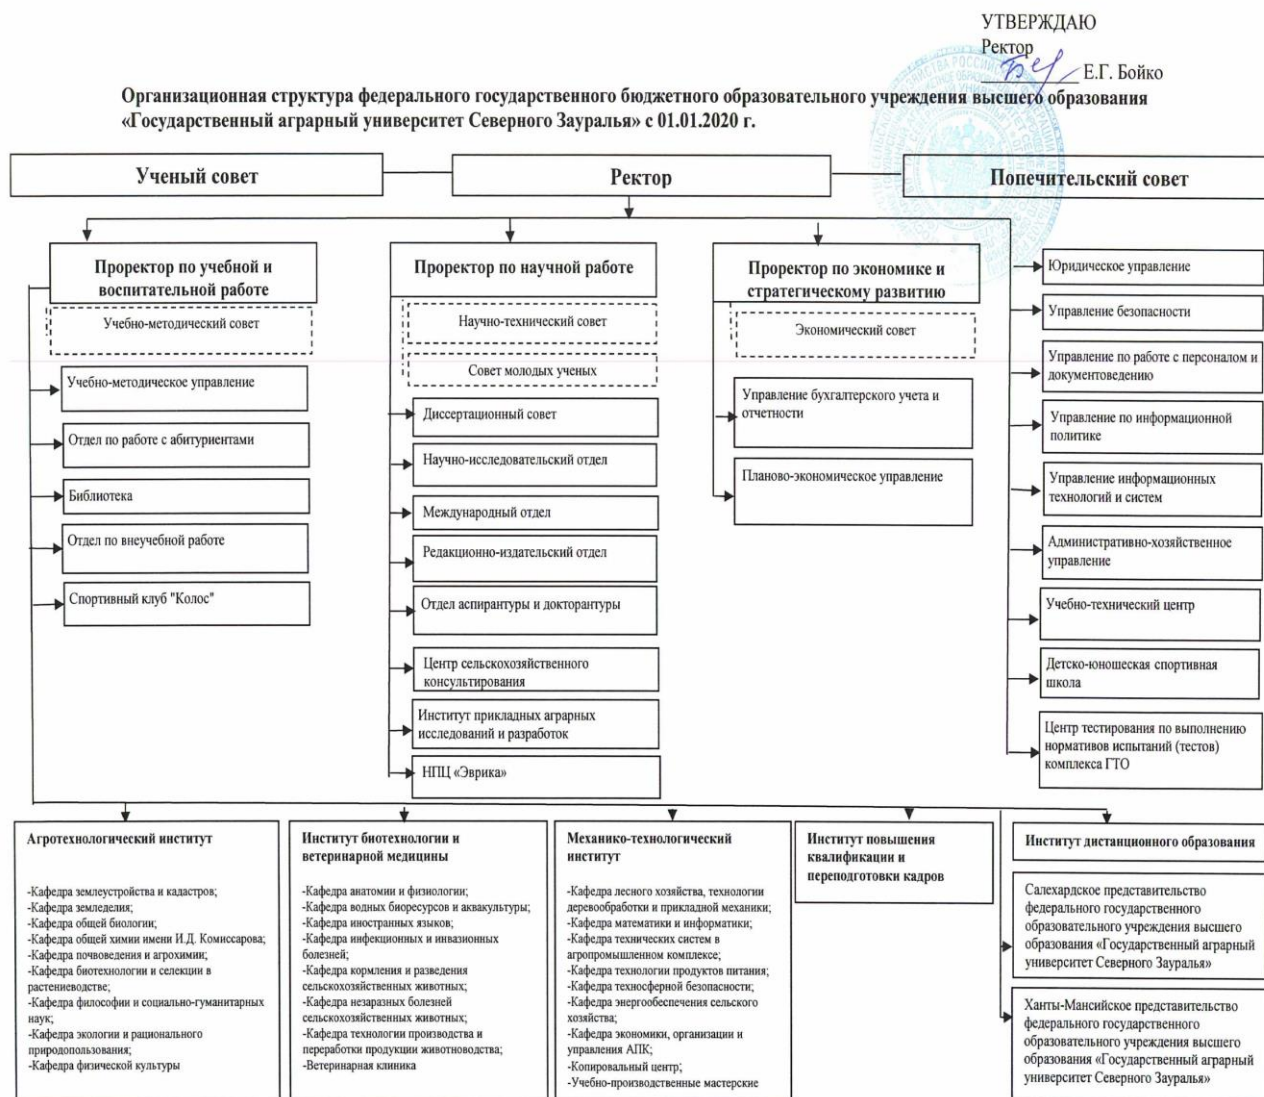 УТВЕРЖДАЮ
Ректор
Е.Г. Бойко
Организационная структура федерального государственного бюджетного образовательного учреждения высшего образования
«Государственный аграрный университет Северного Зауралья» с 01.01.2020 г.
Ученый совет
Ректор
Попечительский совет
Проректор по учебной и
воспитательной работе
Учебно-методический совет
Учебно-методическое управление
Отдел по работе с абитуриентами
Библиотека
Отдел по внеучебной работе
Спортивный клуб "Колос"
Проректор по научной работе
Научно-технический совет
Совет молодых ученых
Диссертационный совет
Научно-исследовательский отдел
Международный отдел
Редакционно-издательский отдел
Отдел аспирантуры и докторантуры
Центр сельскохозяйственного
консультирования
Институт прикладных аграрных
исследований и разработок
НПЦ «Эврика»
Проректор по экономике и
стратегическому развитию
Экономический совет
Управление бухгалтерского учета и
отчетности
Планово-экономическое управление
Юридическое управление
Управление безопасности
Управление по работе с персоналом и
документоведению
Управление по информационной
политике
Управление информационных
технологий и систем
Административно-хозяйственное
управление
Учебно-технический центр
Детско-юношеская спортивная
школа
Центр тестирования по выполнению
нормативов испытаний (тестов)
комплекса ГТО
Агротехнологический институт
-Кафедра землеустройства и кадастров;
-Кафедра земледелия;
-Кафедра общей биологии;
-Кафедра общей химии имени И.Д. Комиссарова;
-Кафедра почвоведения и агрохимии;
-Кафедра биотехнологии и селекции в
растениеводстве;
-Кафедра философии и социально-гуманитарных
наук;
-Кафедра экологии и рационального
природопользования;
-Кафедра физической культуры
Институт биотехнологии и
ветеринарной медицины
-Кафедра анатомии и физиологии;
-Кафедра водных биоресурсов и аквакультуры;
-Кафедра иностранных языков;
-Кафедра инфекционных и инвазионных
болезней;
-Кафедра кормления и разведения
сельскохозяйственных животных;
-Кафедра незаразных болезней
сельскохозяйственных животных;
-Кафедра технологии производства и
переработки продукции животноводства;
-Ветеринарная клиника
Механико-технологический
институт
-Кафедра лесного хозяйства, технологии
деревообработки и прикладной механики;
-Кафедра математики и информатики;
-Кафедра технических систем в
агропромышленном комплексе;
-Кафедра технологии продуктов питания;
-Кафедра техносферной безопасности;
-Кафедра энергообеспечения сельского
хозяйства;
-Кафедра экономики, организации и
управления АПК;
-Копировальный центр;
-Учебно-производственные мастерские
Институт повышения
квалификации и
переподготовки кадров
Институт дистанционного образования
Салехардское представительство
федерального государственного
образовательного учреждения высшего
образования «Государственный аграрный
университет Северного Зауралья»
Ханты-Мансийское представительство
федерального государственного
образовательного учреждения высшего
образования «Государственный аграрный
университет Северного Зауралья»